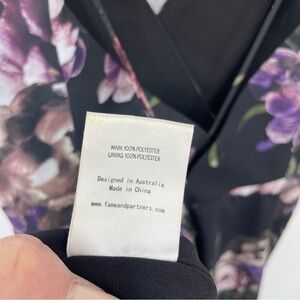 MAIN: 100% POLYESTER
LINING: 100% POLYESTER
Designed in Australia
Made in China
www.fameandpartners.com